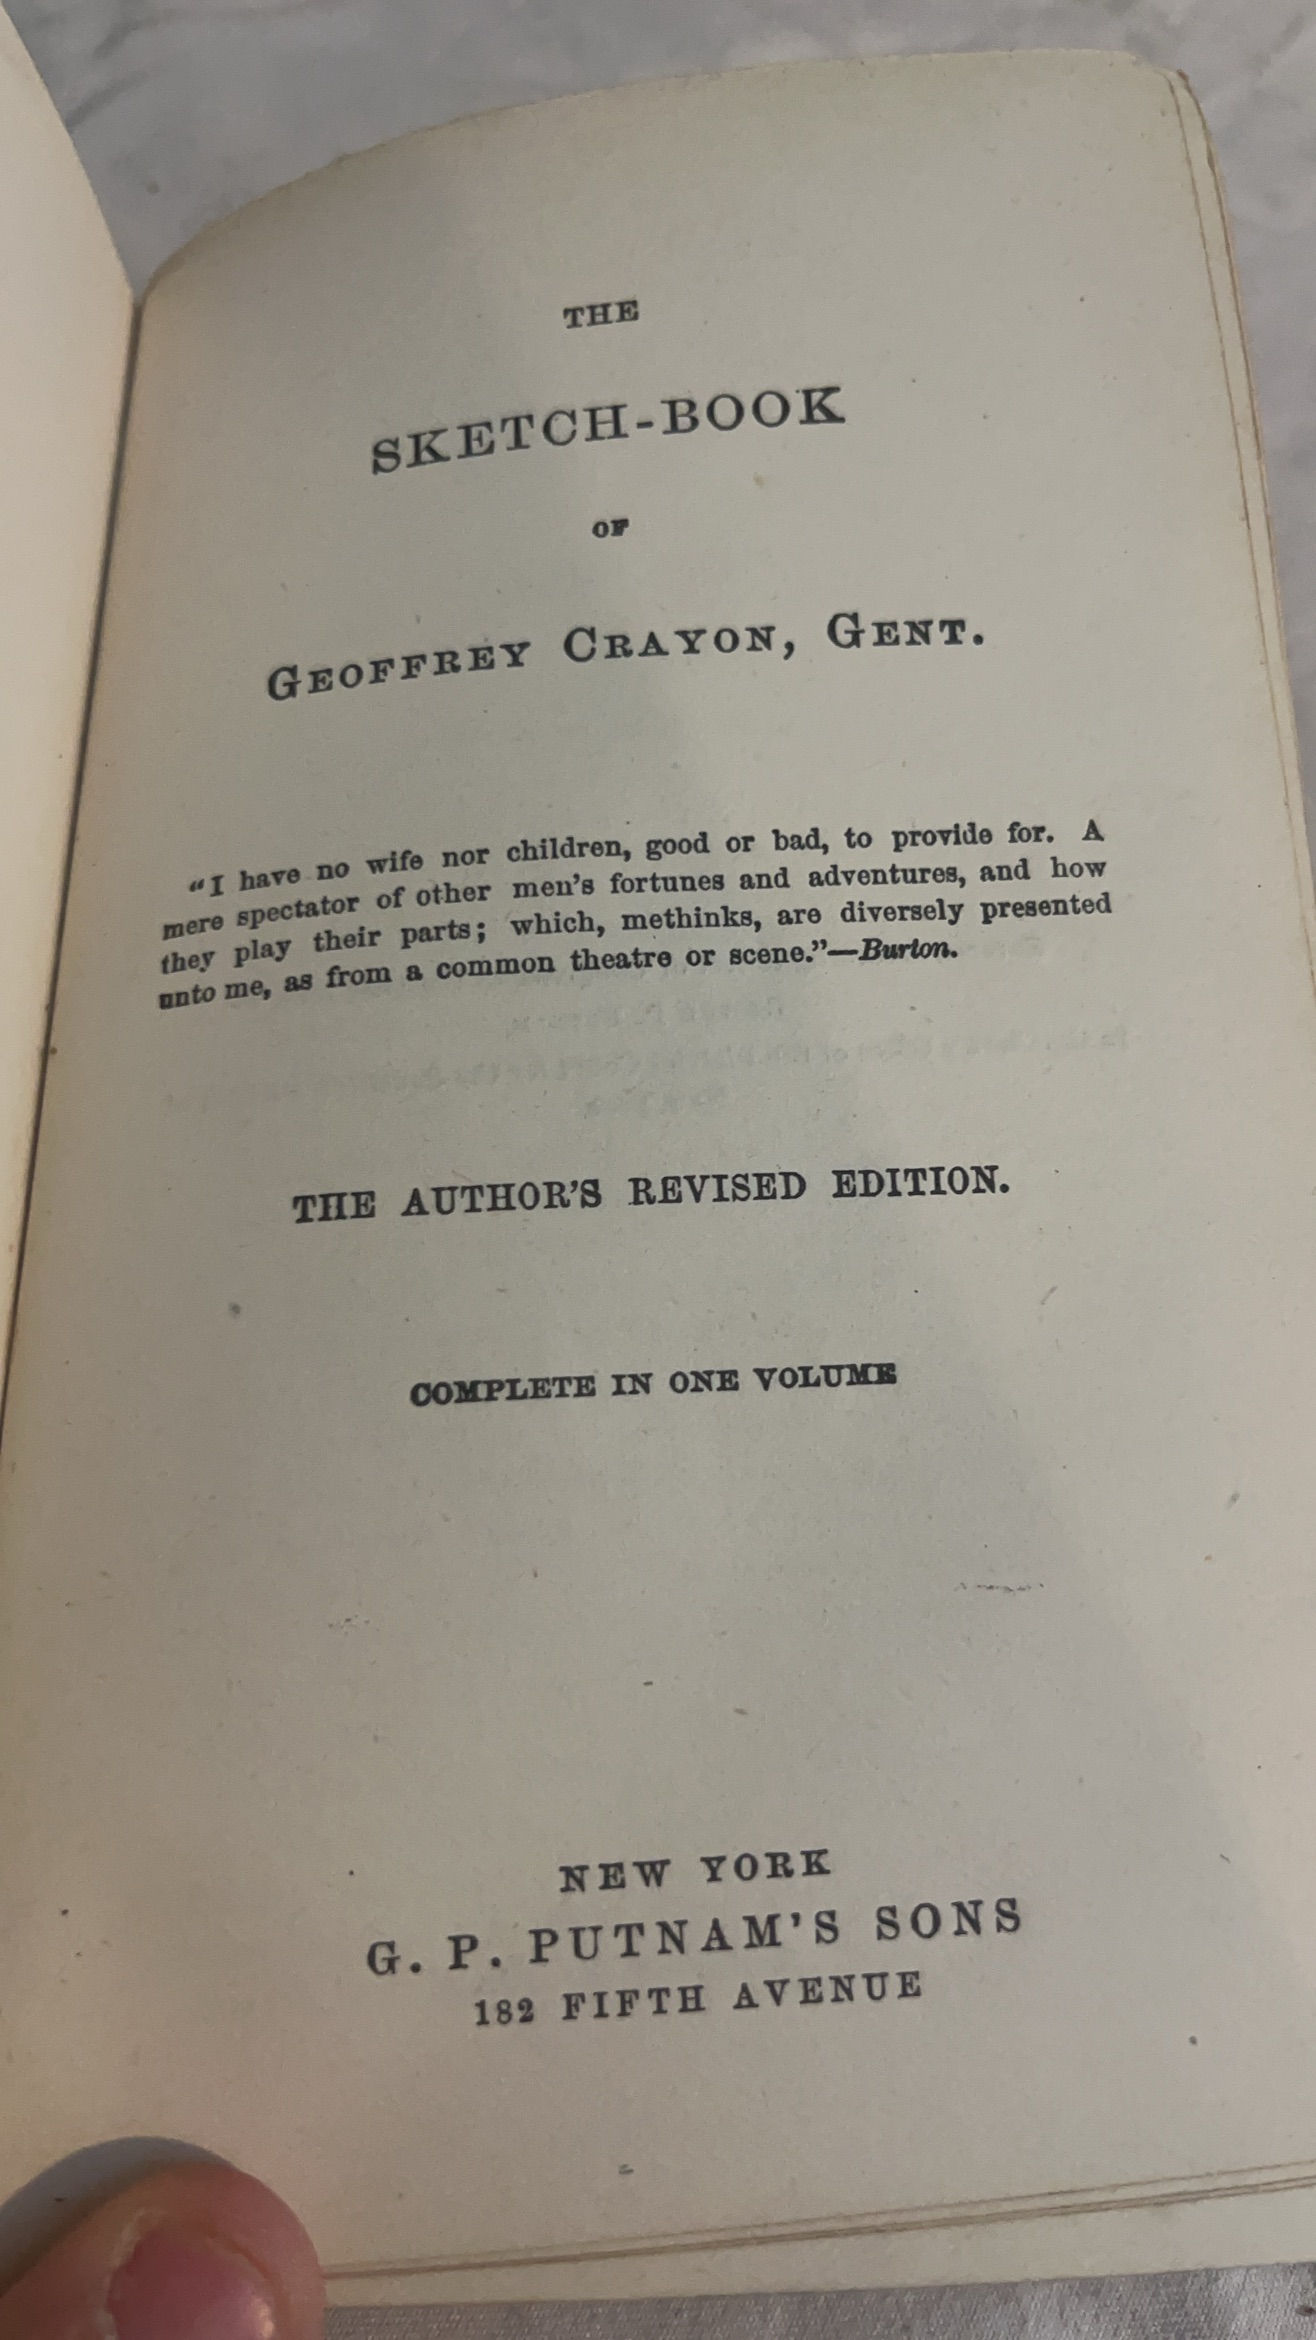 THE
SKETCH-BOOK
OF
GEOFFREY CRAYON, GENT.
"I have no wife nor children, good or bad, to provide for. A
mere spectator of other men's fortunes and adventures, and how
they play their parts; which, methinks, are diversely presented
unto me, as from a common theatre or scene."—Burton.
THE AUTHOR'S REVISED EDITION.
COMPLETE IN ONE VOLUME
NEW YORK
G. P. PUTNAM'S SONS
182 FIFTH AVENUE